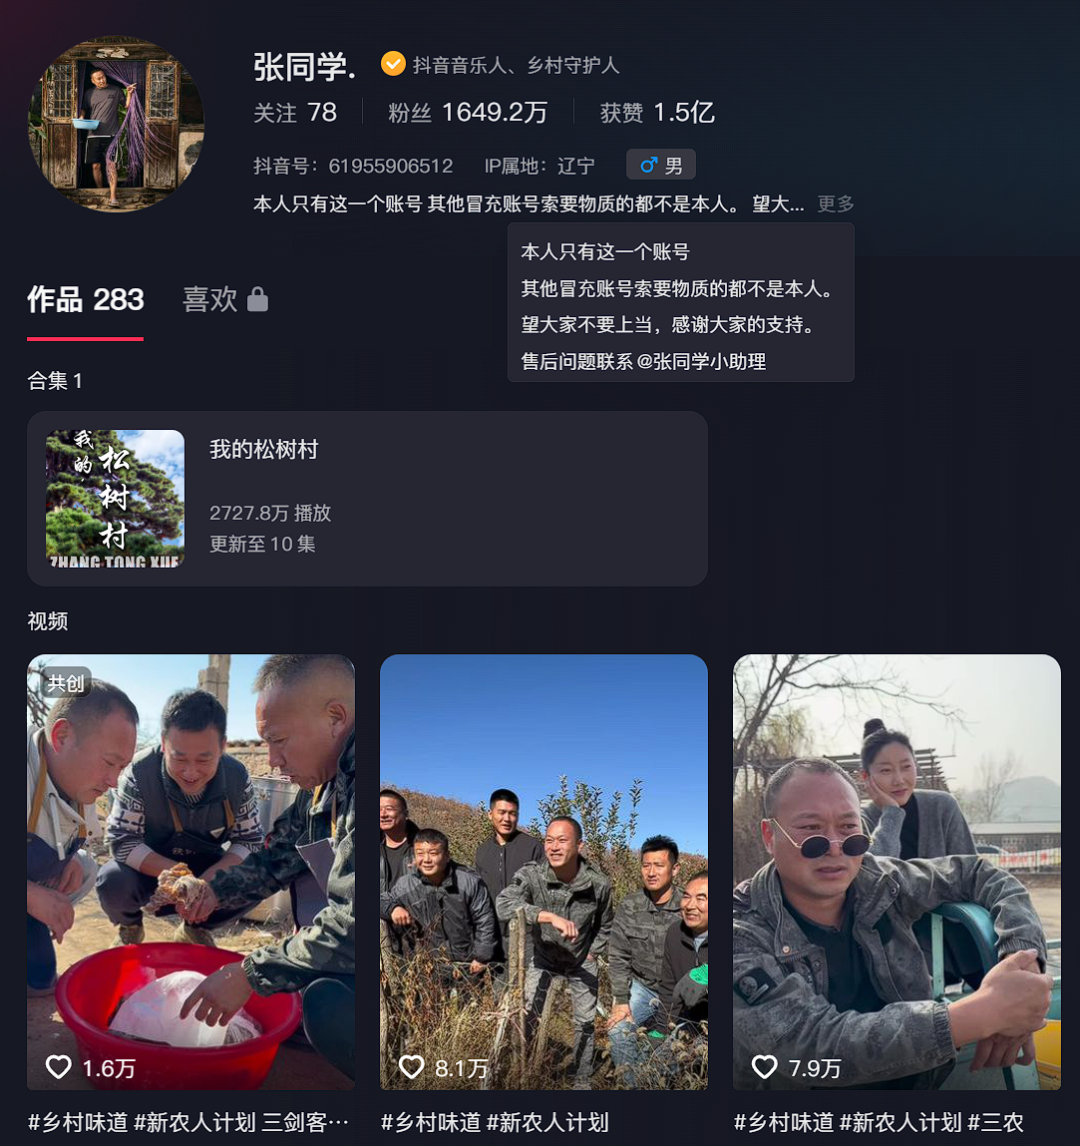 张同学.
抖音音乐人、乡村守护人
关注 78 粉丝 1649.2万 获赞 1.5亿
抖音号：61955906512 IP属地：辽宁 男
本人只有这一个账号 其他冒充账号索要物质的都不是本人。 望大... 更多
本人只有这一个账号
其他冒充账号索要物质的都不是本人。
望大家不要上当，感谢大家的支持。
售后问题联系@张同学小助理
作品 283 喜欢
合集 1
我的
松树村
ZHANG TONG XUE
我的松树村
2727.8万 播放
更新至 10 集
视频
共创
1.6万
8.1万
7.9万
#乡村味道 #新农人计划 三剑客…
#乡村味道 #新农人计划
#乡村味道 #新农人计划 #三农